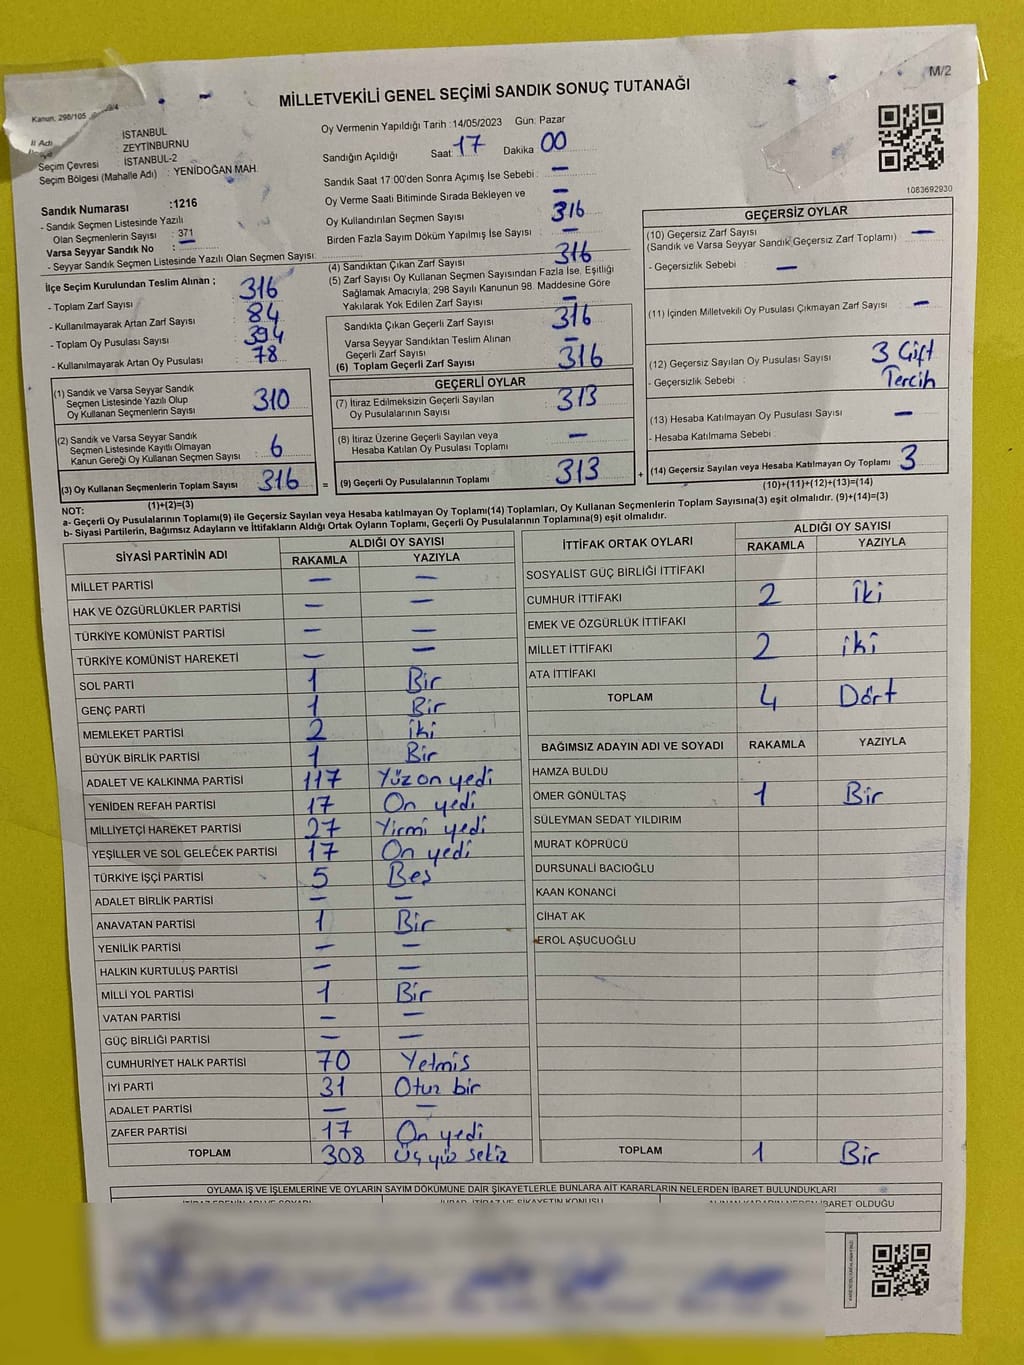 M/2
MİLLETVEKİLİ GENEL SEÇİMİ SANDIK SONUÇ TUTANAĞI
Kanun, 298/105
İl Adı : İSTANBUL
: ZEYTİNBURNU
Seçim Çevresi : İSTANBUL-2
Seçim Bölgesi (Mahalle Adı) : YENİDOĞAN MAH.
Sandık Numarası :1216
- Sandık Seçmen Listesinde Yazılı
Olan Seçmenlerin Sayısı : 371
Varsa Seyyar Sandık No : —
- Seyyar Sandık Seçmen Listesinde Yazılı Olan Seçmen Sayısı:
Oy Vermenin Yapıldığı Tarih :14/05/2023 Gün: Pazar
Sandığın Açıldığı Saat: 17 Dakika 00
Sandık Saat 17:00'den Sonra Açımış İse Sebebi : —
Oy Verme Saati Bitiminde Sırada Bekleyen ve —
Oy Kullandırılan Seçmen Sayısı 316
Birden Fazla Sayım Döküm Yapılmış İse Sayısı : —
1083692930
İlçe Seçim Kurulundan Teslim Alınan ;
- Toplam Zarf Sayısı : 316
- Kullanılmayarak Artan Zarf Sayısı : 84
- Toplam Oy Pusulası Sayısı : 394
- Kullanılmayarak Artan Oy Pusulası : 78
(1) Sandık ve Varsa Seyyar Sandık
Seçmen Listesinde Yazılı Olup
Oy Kullanan Seçmenlerin Sayısı : 310
(2) Sandık ve Varsa Seyyar Sandık
Seçmen Listesinde Kayıtlı Olmayan
Kanun Gereği Oy Kullanan Seçmen Sayısı : 6
(3) Oy Kullanan Seçmenlerin Toplam Sayısı 316
(1)+(2)=(3)
(4) Sandıktan Çıkan Zarf Sayısı 316
(5) Zarf Sayısı Oy Kullanan Seçmen Sayısından Fazla İse, Eşitliği
Sağlamak Amacıyla; 298 Sayılı Kanunun 98. Maddesine Göre
Yakılarak Yok Edilen Zarf Sayısı : —
Sandıkta Çıkan Geçerli Zarf Sayısı : 316
Varsa Seyyar Sandıktan Teslim Alınan
Geçerli Zarf Sayısı : —
(6) Toplam Geçerli Zarf Sayısı : 316
GEÇERLİ OYLAR
(7) İtiraz Edilmeksizin Geçerli Sayılan
Oy Pusulalarının Sayısı : 313
(8) İtiraz Üzerine Geçerli Sayılan veya
Hesaba Katılan Oy Pusulası Toplamı : —
= (9) Geçerli Oy Pusulalarının Toplamı : 313 +
GEÇERSİZ OYLAR
(10) Geçersiz Zarf Sayısı —
(Sandık ve Varsa Seyyar Sandık Geçersiz Zarf Toplamı) :
- Geçersizlik Sebebi : —
(11) İçinden Milletvekili Oy Pusulası Çıkmayan Zarf Sayısı : —
(12) Geçersiz Sayılan Oy Pusulası Sayısı : 3 Çift
- Geçersizlik Sebebi : Tercih
(13) Hesaba Katılmayan Oy Pusulası Sayısı : —
- Hesaba Katılmama Sebebi :
(14) Geçersiz Sayılan veya Hesaba Katılmayan Oy Toplamı : 3
(10)+(11)+(12)+(13)=(14)
NOT:
a- Geçerli Oy Pusulalarının Toplamı(9) ile Geçersiz Sayılan veya Hesaba katılmayan Oy Toplamı(14) Toplamları, Oy Kullanan Seçmenlerin Toplam Sayısına(3) eşit olmalıdır. (9)+(14)=(3)
b- Siyasi Partilerin, Bağımsız Adayların ve İttifakların Aldığı Ortak Oyların Toplamı, Geçerli Oy Pusulalarının Toplamına(9) eşit olmalıdır.
SİYASİ PARTİNİN ADI ALDIĞI OY SAYISI
RAKAMLA YAZIYLA
MİLLET PARTİSİ — —
HAK VE ÖZGÜRLÜKLER PARTİSİ — —
TÜRKİYE KOMÜNİST PARTİSİ — —
TÜRKİYE KOMÜNİST HAREKETİ — —
SOL PARTİ 1 Bir
GENÇ PARTİ 1 Bir
MEMLEKET PARTİSİ 2 iki
BÜYÜK BİRLİK PARTİSİ 1 Bir
ADALET VE KALKINMA PARTİSİ 117 Yüz on yedi
YENİDEN REFAH PARTİSİ 17 On yedi
MİLLİYETÇİ HAREKET PARTİSİ 27 Yirmi yedi
YEŞİLLER VE SOL GELECEK PARTİSİ 17 On yedi
TÜRKİYE İŞÇİ PARTİSİ 5 Beş
ADALET BİRLİK PARTİSİ — —
ANAVATAN PARTİSİ 1 Bir
YENİLİK PARTİSİ — —
HALKIN KURTULUŞ PARTİSİ — —
MİLLİ YOL PARTİSİ 1 Bir
VATAN PARTİSİ — —
GÜÇ BİRLİĞİ PARTİSİ — —
CUMHURİYET HALK PARTİSİ 70 Yetmiş
İYİ PARTİ 31 Otuz bir
ADALET PARTİSİ — —
ZAFER PARTİSİ 17 On yedi
TOPLAM 308 Üç yüz sekiz
İTTİFAK ORTAK OYLARI ALDIĞI OY SAYISI
RAKAMLA YAZIYLA
SOSYALİST GÜÇ BİRLİĞİ İTTİFAKI
CUMHUR İTTİFAKI 2 iki
EMEK VE ÖZGÜRLÜK İTTİFAKI
MİLLET İTTİFAKI 2 iki
ATA İTTİFAKI
TOPLAM 4 Dört
BAĞIMSIZ ADAYIN ADI VE SOYADI RAKAMLA YAZIYLA
HAMZA BULDU
ÖMER GÖNÜLTAŞ 1 Bir
SÜLEYMAN SEDAT YILDIRIM
MURAT KÖPRÜCÜ
DURSUNALİ BACIOĞLU
KAAN KONANCİ
CİHAT AK
EROL AŞUCUOĞLU
TOPLAM 1 Bir
OYLAMA İŞ VE İŞLEMLERİNE VE OYLARIN SAYIM DÖKÜMÜNE DAİR ŞİKAYETLERLE BUNLARA AİT KARARLARIN NELERDEN İBARET BULUNDUKLARI
İTİRAZ VE ŞİKAYETİN KONUSU
İBARET OLDUĞU